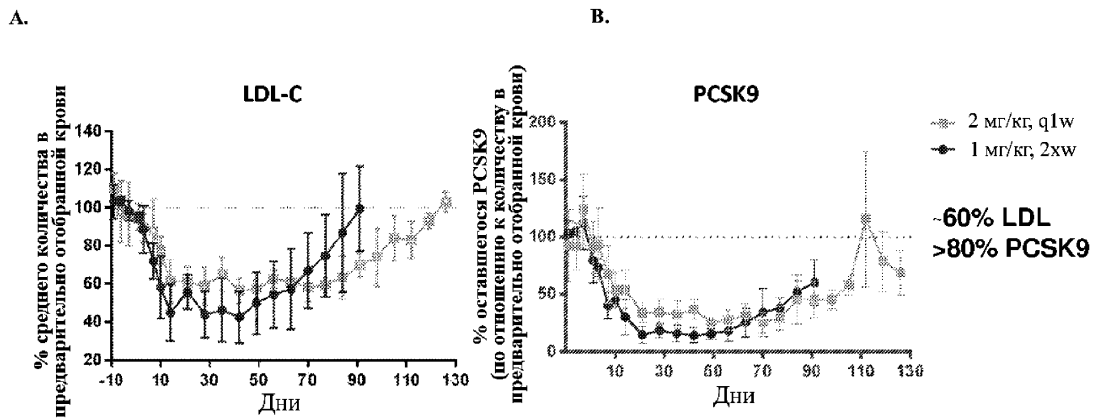 A.
B.
LDL-C
% среднего количества в
предварительно отобранной крови
140
120
100
80
60
40
20
-10 10 30 50 70 90 110 130
Дни
PCSK9
% оставшегося PCSK9
(по отношению к количеству в
предварительно отобранной крови)
200
150
100
50
0
10 30 50 70 90 110 130
Дни
2 мг/кг, q1w
1 мг/кг, 2xw
~60% LDL
>80% PCSK9